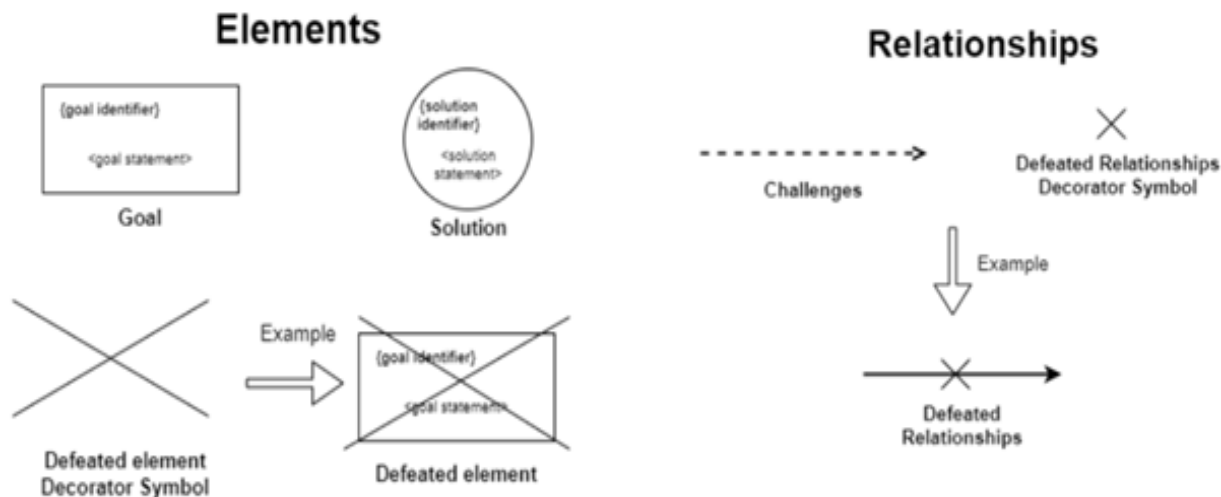 Elements
{goal identifier}
<goal statement>
Goal
{solution
identifier}
<solution
statement>
Solution
Example
{goal identifier}
<goal statement>
Defeated element
Decorator Symbol
Defeated element
Relationships
Challenges
Defeated Relationships
Decorator Symbol
Example
Defeated
Relationships